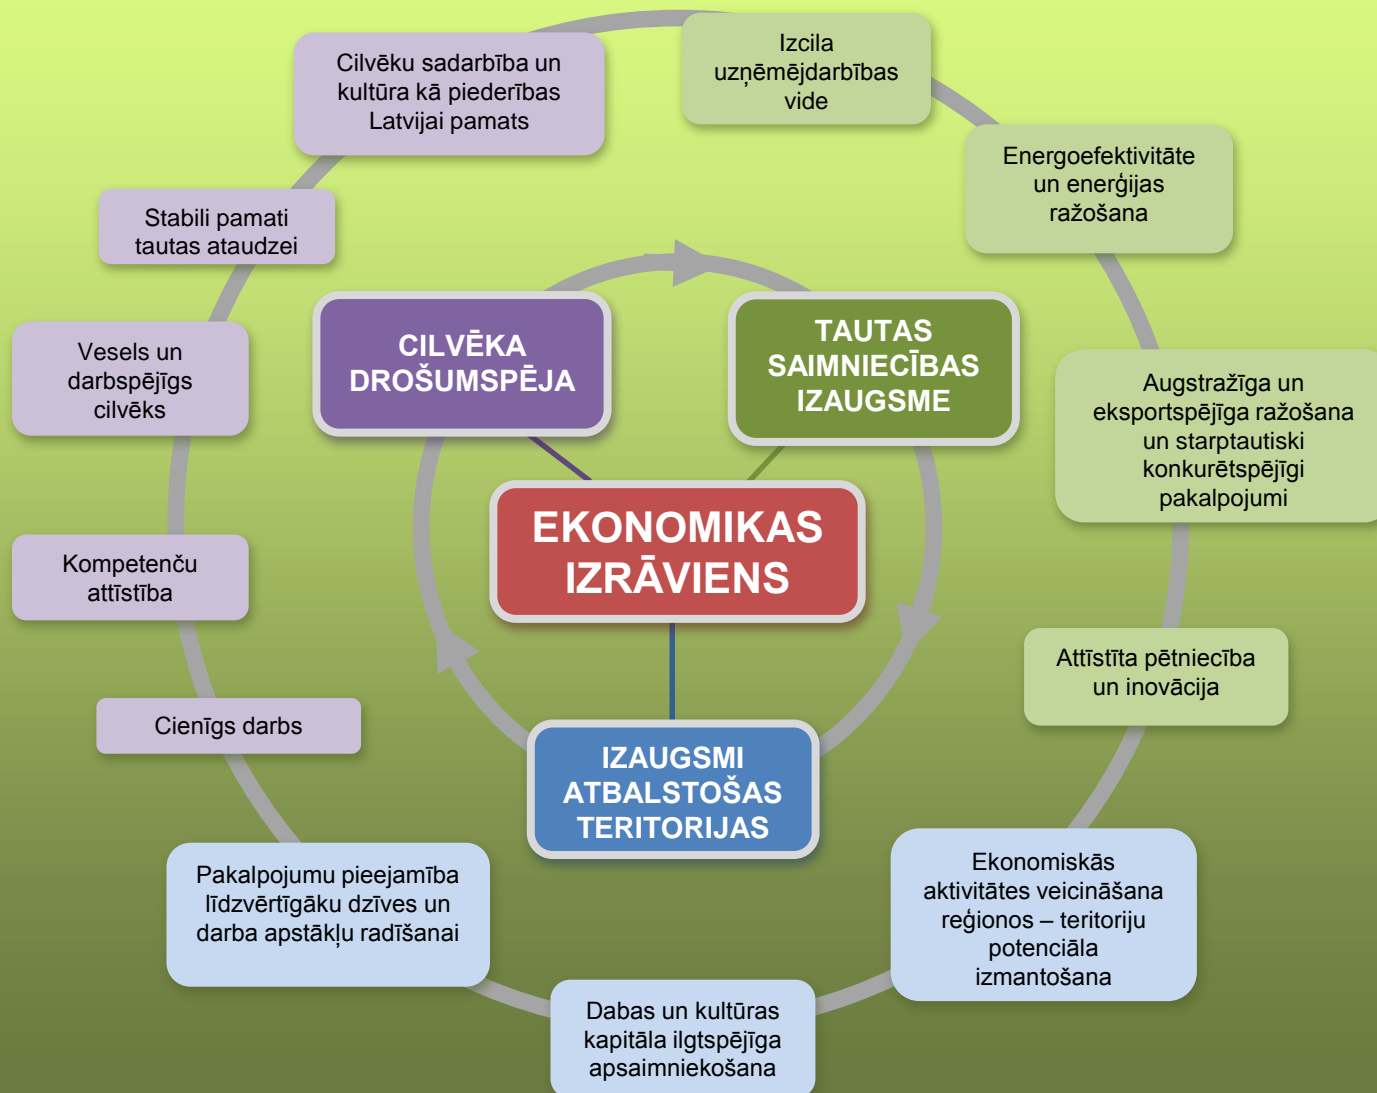 Izcila
uzņēmējdarbības
vide
Cilvēku sadarbība un
kultūra kā piederības
Latvijai pamats
Energoefektivitāte
un enerģijas
ražošana
Stabili pamati
tautas ataudzei
CILVĒKA
DROŠUMSPĒJA
TAUTAS
SAIMNIECĪBAS
IZAUGSME
Vesels un
darbspējīgs
cilvēks
Augstražīga un
eksportspējīga ražošana
un starptautiski
konkurētspējīgi
pakalpojumi
EKONOMIKAS
IZRĀVIENS
Kompetenču
attīstība
Attīstīta pētniecība
un inovācija
Cienīgs darbs
IZAUGSMI
ATBALSTOŠAS
TERITORIJAS
Pakalpojumu pieejamība
līdzvērtīgāku dzīves un
darba apstākļu radīšanai
Ekonomiskās
aktivitātes veicināšana
reģionos – teritoriju
potenciāla
izmantošana
Dabas un kultūras
kapitāla ilgtspējīga
apsaimniekošana